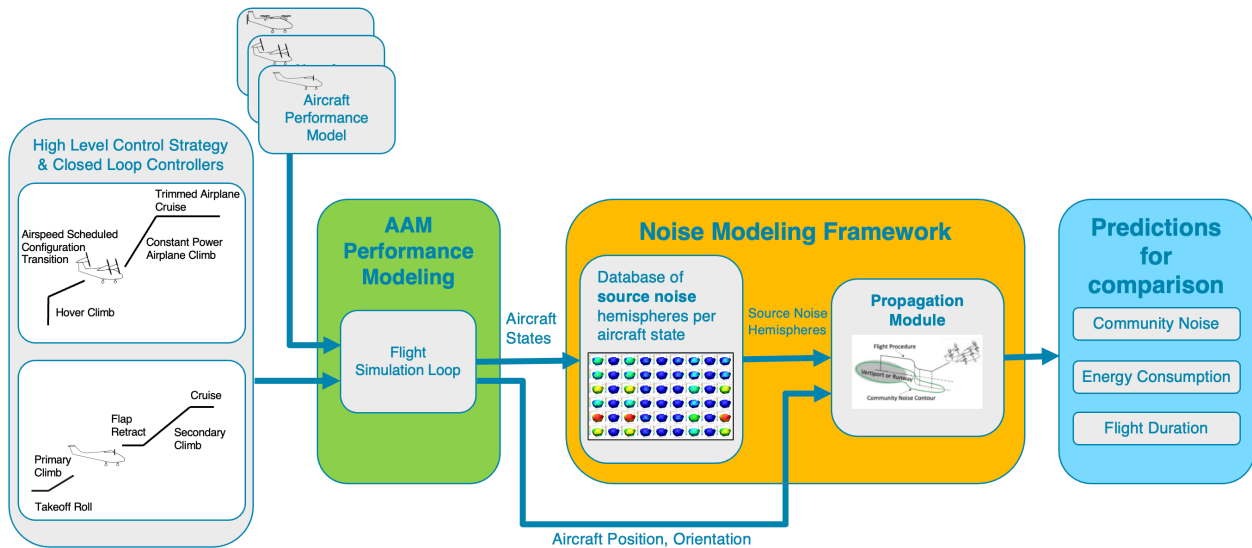 Aircraft
Performance
Model
High Level Control Strategy
& Closed Loop Controllers
Trimmed Airplane
Cruise
Airspeed Scheduled
Configuration
Transition
Constant Power
Airplane Climb
Hover Climb
Cruise
Flap
Retract
Secondary
Climb
Primary
Climb
Takeoff Roll
AAM
Performance
Modeling
Flight
Simulation Loop
Aircraft
States
Aircraft Position, Orientation
Noise Modeling Framework
Database of
source noise
hemispheres per
aircraft state
Source Noise
Hemispheres
Propagation
Module
Flight Procedure
Vertiport or Runway
Community Noise Contour
Predictions
for
comparison
Community Noise
Energy Consumption
Flight Duration